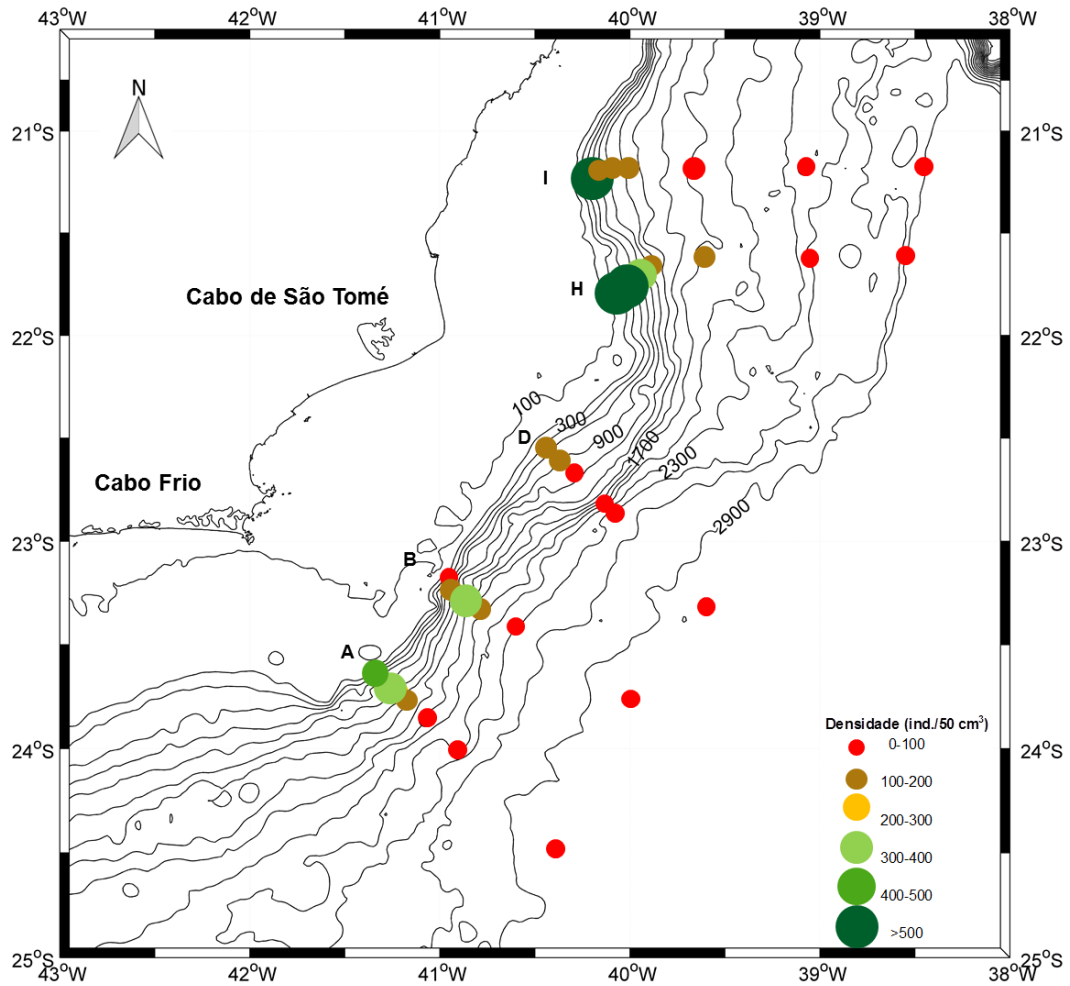 43°W 42°W 41°W 40°W 39°W 38°W
N
21°S 21°S
I
H
Cabo de São Tomé
22°S 22°S
100
300
D
900
1700
2300
2900
Cabo Frio
23°S 23°S
B
A
Densidade (ind./50 cm³)
0-100
100-200
200-300
300-400
400-500
>500
24°S 24°S
25°S 25°S
43°W 42°W 41°W 40°W 39°W 38°W